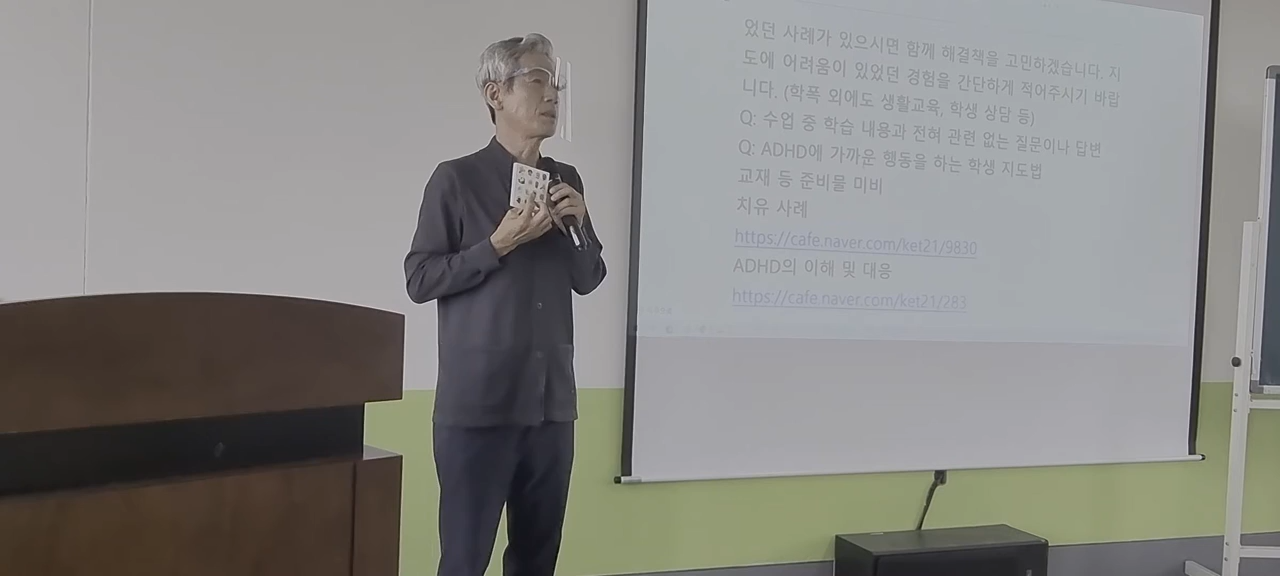 었던 사례가 있으시면 함께 해결책을 고민하겠습니다. 지
도에 어려움이 있었던 경험을 간단하게 적어주시기 바랍
니다. (학폭 외에도 생활교육, 학생 상담 등)
Q: 수업 중 학습 내용과 전혀 관련 없는 질문이나 답변
Q: ADHD에 가까운 행동을 하는 학생 지도법
교재 등 준비물 미비
치유 사례
https://cafe.naver.com/ket21/9830
ADHD의 이해 및 대응
https://cafe.naver.com/ket21/283